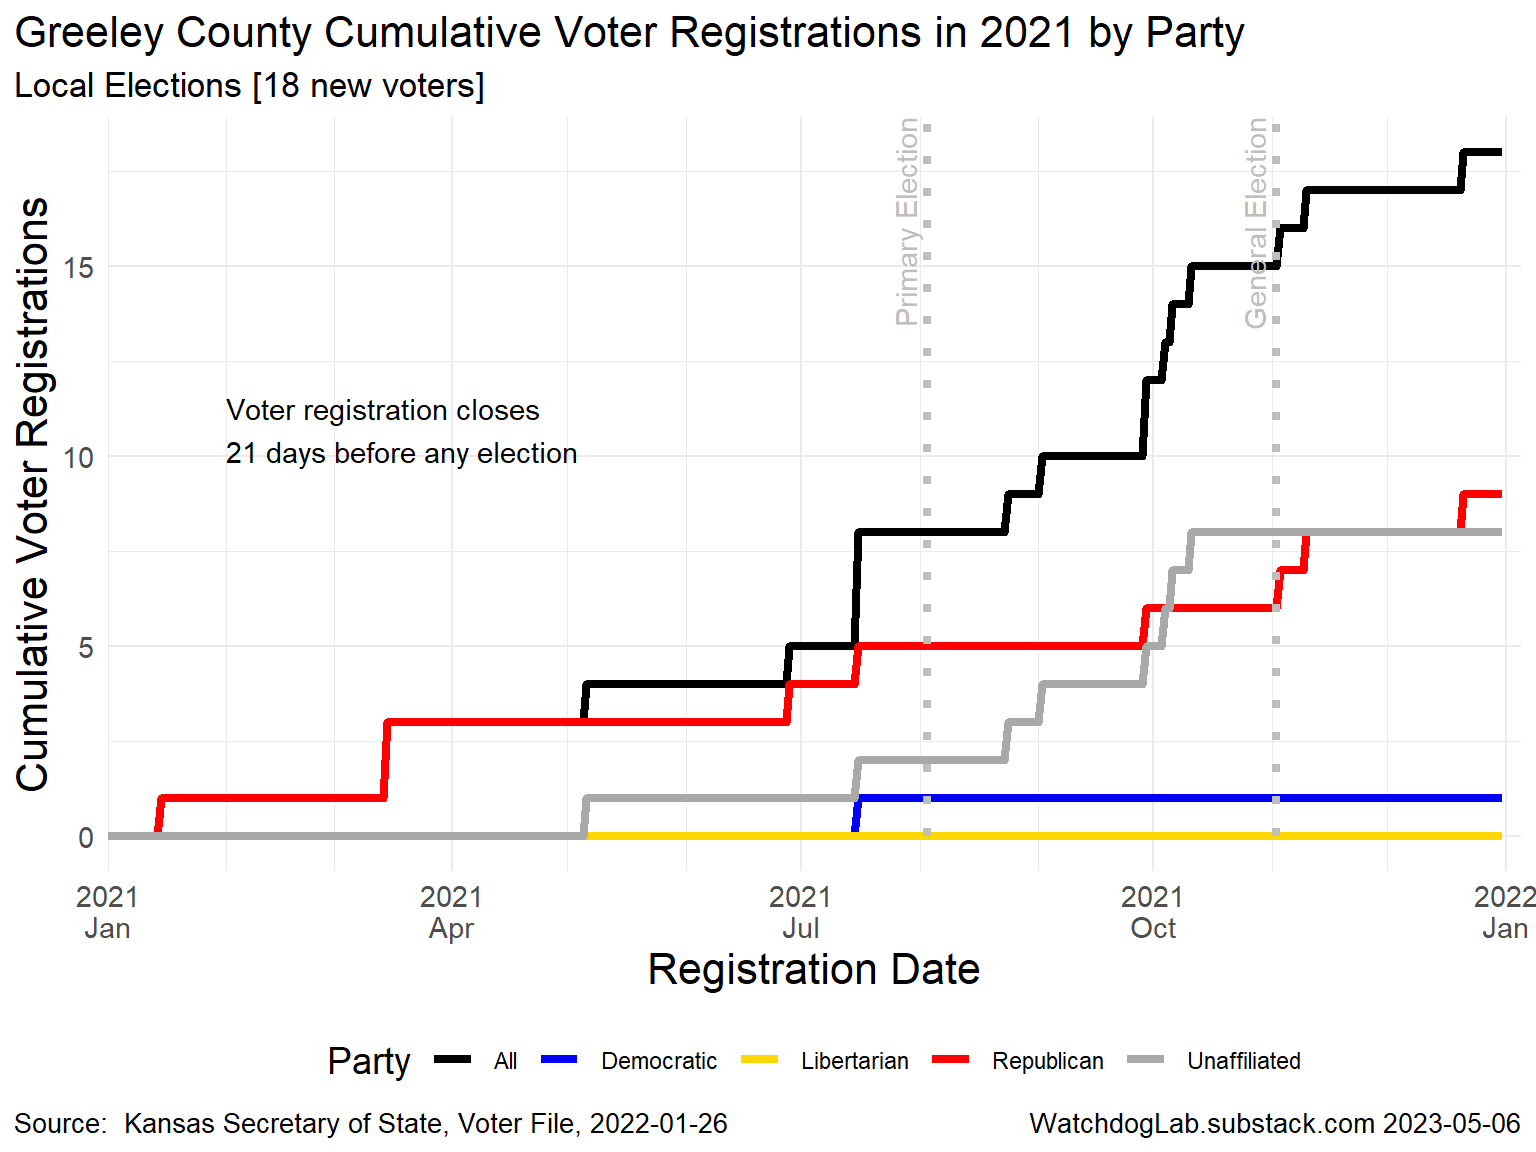 Greeley County Cumulative Voter Registrations in 2021 by Party
Local Elections [18 new voters]
Cumulative Voter Registrations
15
10
5
0
Primary Election
General Election
Voter registration closes
21 days before any election
2021
Jan
2021
Apr
2021
Jul
2021
Oct
2022
Jan
Registration Date
Party
All
Democratic
Libertarian
Republican
Unaffiliated
Source:  Kansas Secretary of State, Voter File, 2022-01-26
WatchdogLab.substack.com 2023-05-06